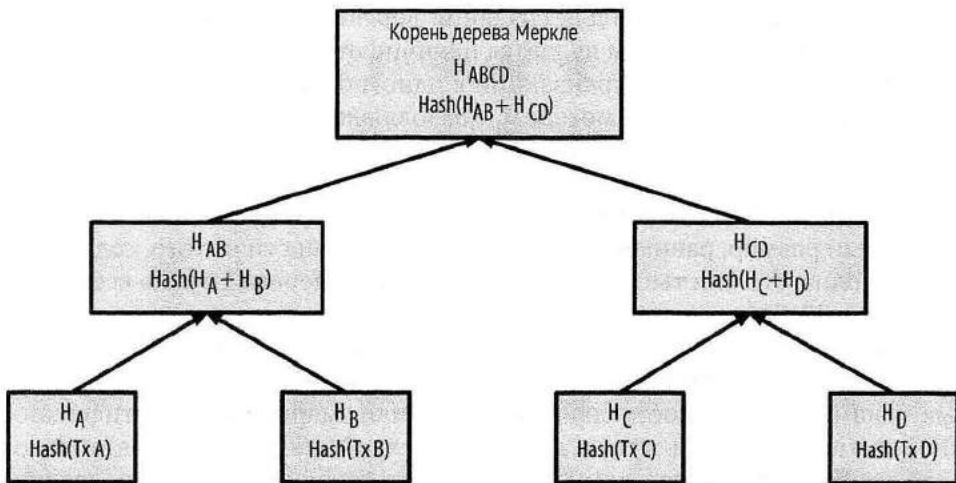 Корень дерева Меркле
H ABCD
Hash(H AB + H CD)
H AB
Hash(H A + H B)
H CD
Hash(H C + H D)
H A
Hash(Tx A)
H B
Hash(Tx B)
H C
Hash(Tx C)
H D
Hash(Tx D)